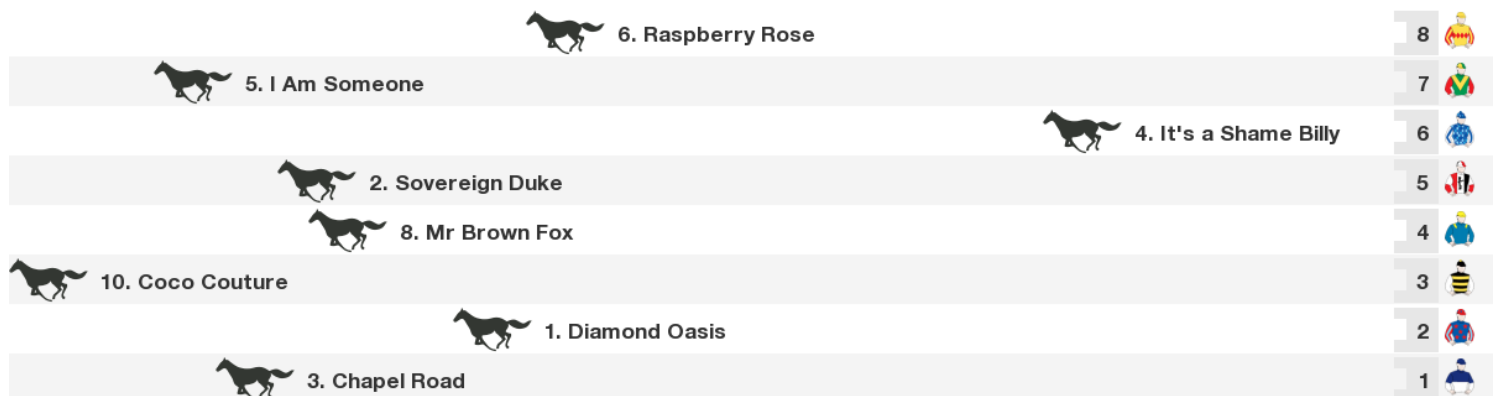 6. Raspberry Rose 8
5. I Am Someone 7
4. It's a Shame Billy 6
2. Sovereign Duke 5
8. Mr Brown Fox 4
10. Coco Couture 3
1. Diamond Oasis 2
3. Chapel Road 1